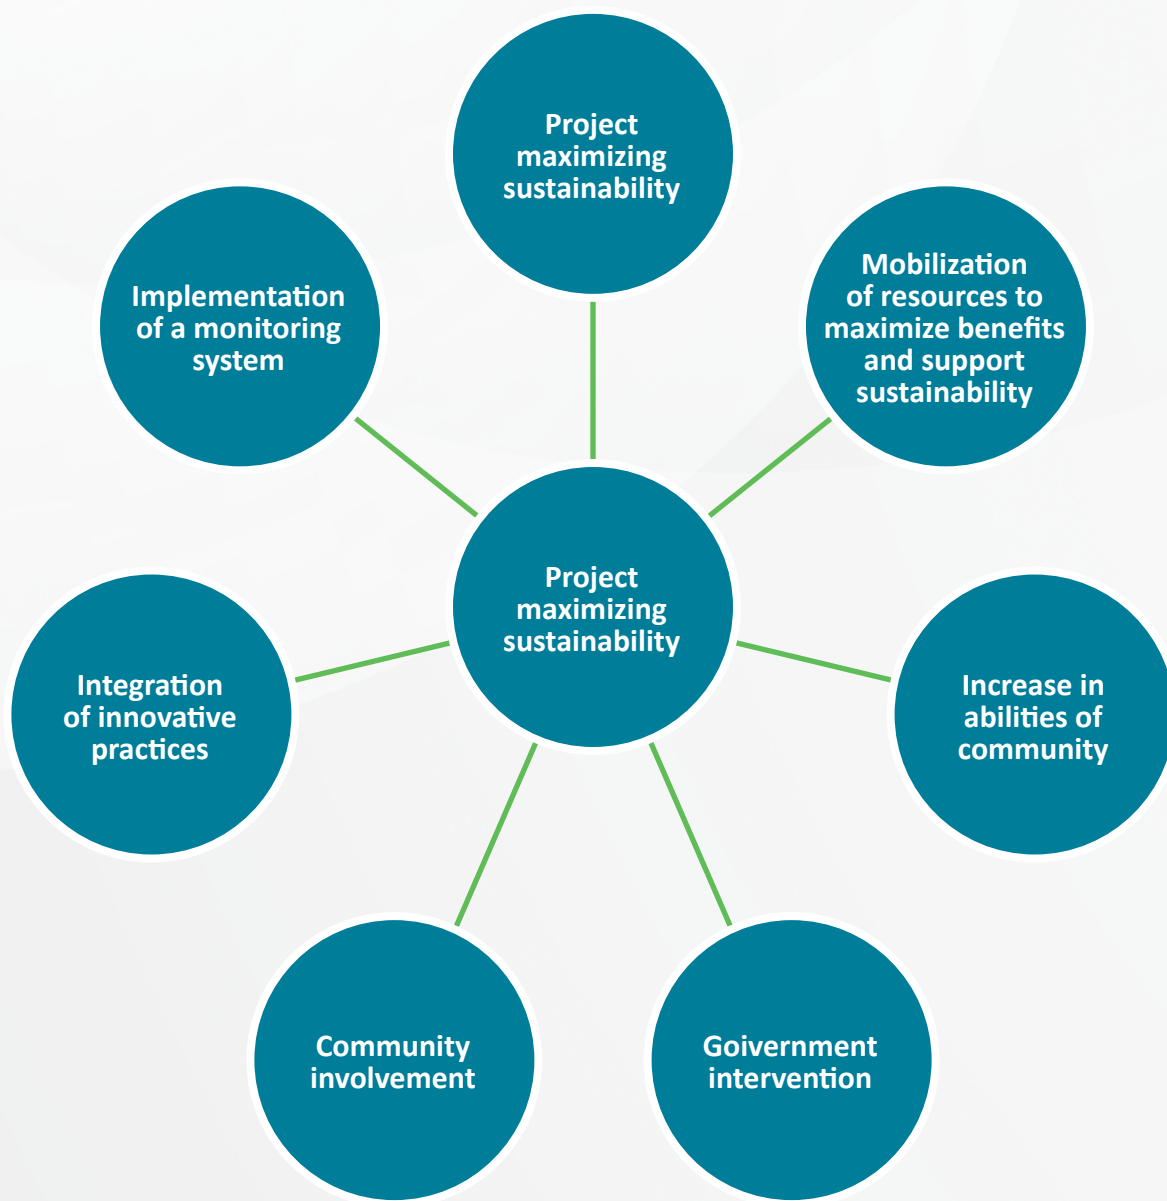 Project
maximizing
sustainability
Implementation
of a monitoring
system
Mobilization
of resources to
maximize benefits
and support
sustainability
Project
maximizing
sustainability
Integration
of innovative
practices
Increase in
abilities of
community
Community
involvement
Goivernment
intervention